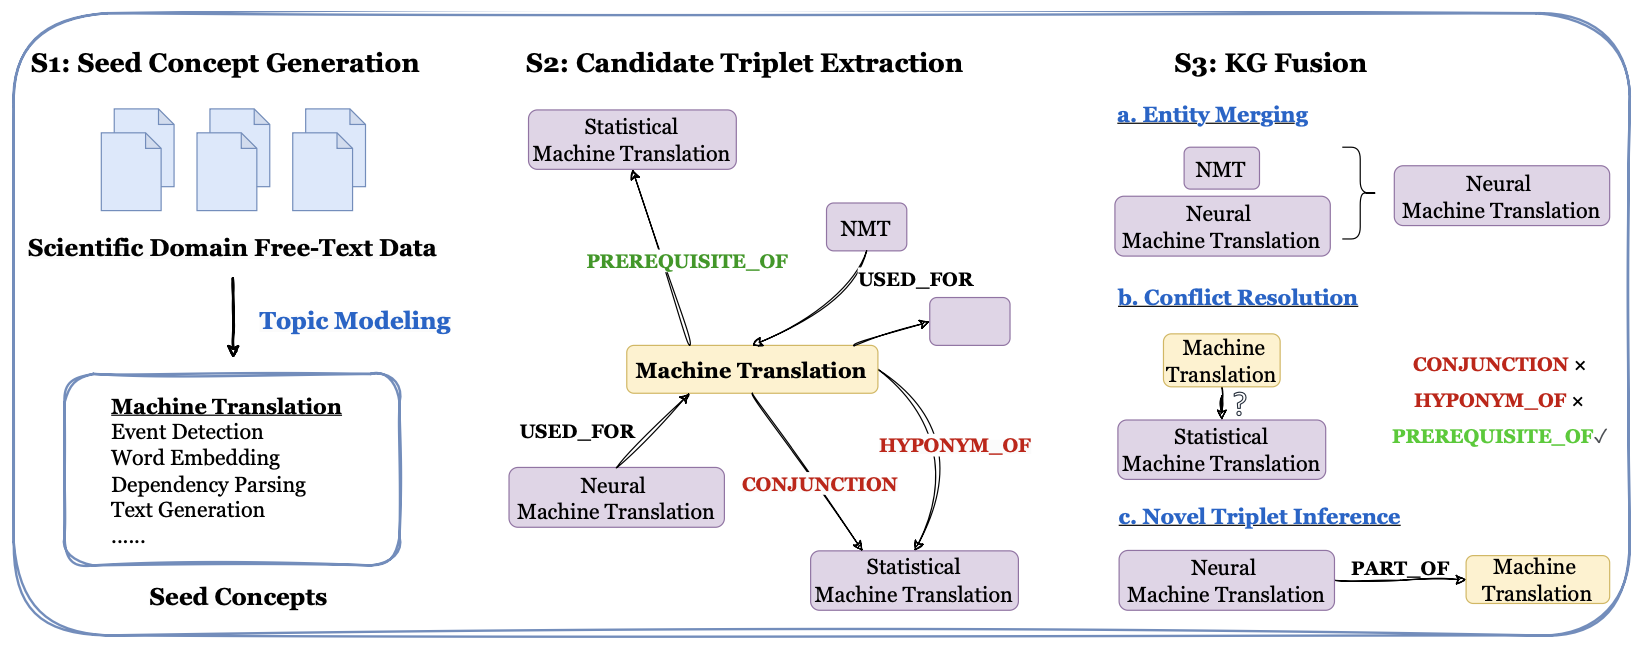 S1: Seed Concept Generation
Scientific Domain Free-Text Data
Topic Modeling
Machine Translation
Event Detection
Word Embedding
Dependency Parsing
Text Generation
......
Seed Concepts
S2: Candidate Triplet Extraction
Statistical
Machine Translation
NMT
PREREQUISITE_OF
USED_FOR
Machine Translation
USED_FOR
HYPONYM_OF
Neural
Machine Translation
CONJUNCTION
Statistical
Machine Translation
S3: KG Fusion
a. Entity Merging
NMT
Neural
Machine Translation
Neural
Machine Translation
b. Conflict Resolution
Machine
Translation
?
Statistical
Machine Translation
CONJUNCTION ×
HYPONYM_OF ×
PREREQUISITE_OF✓
c. Novel Triplet Inference
Neural
Machine Translation
PART_OF
Machine
Translation